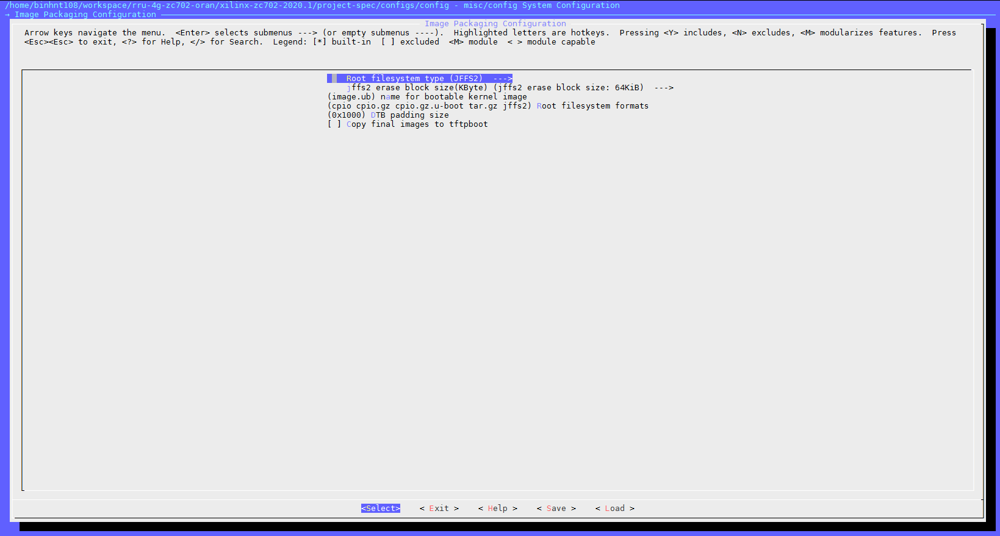 /home/binhnt108/workspace/rru-4g-zc702-oran/xilinx-zc702-2020.1/project-spec/configs/config - misc/config System Configuration
→ Image Packaging Configuration
Image Packaging Configuration
Arrow keys navigate the menu.  <Enter> selects submenus ---> (or empty submenus ----).  Highlighted letters are hotkeys.  Pressing <Y> includes, <N> excludes, <M> modularizes features.  Press
<Esc><Esc> to exit, <?> for Help, </> for Search.  Legend: [*] built-in  [ ] excluded  <M> module  < > module capable
Root filesystem type (JFFS2)  --->
jffs2 erase block size(KByte) (jffs2 erase block size: 64KiB)  --->
(image.ub) name for bootable kernel image
(cpio cpio.gz cpio.gz.u-boot tar.gz jffs2) Root filesystem formats
(0x1000) DTB padding size
[ ] Copy final images to tftpboot
<Select>    < Exit >    < Help >    < Save >    < Load >